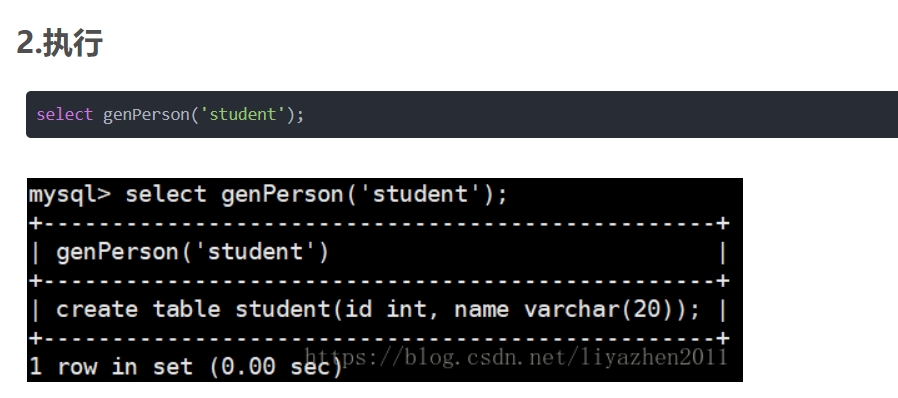 2.执行
select genPerson('student');
mysql> select genPerson('student');
+-------------------------------------------------+
| genPerson('student') |
+-------------------------------------------------+
| create table student(id int, name varchar(20)); |
+-------------------------------------------------+
1 row in set (0.00 sec)
https://blog.csdn.net/liyazhen2011